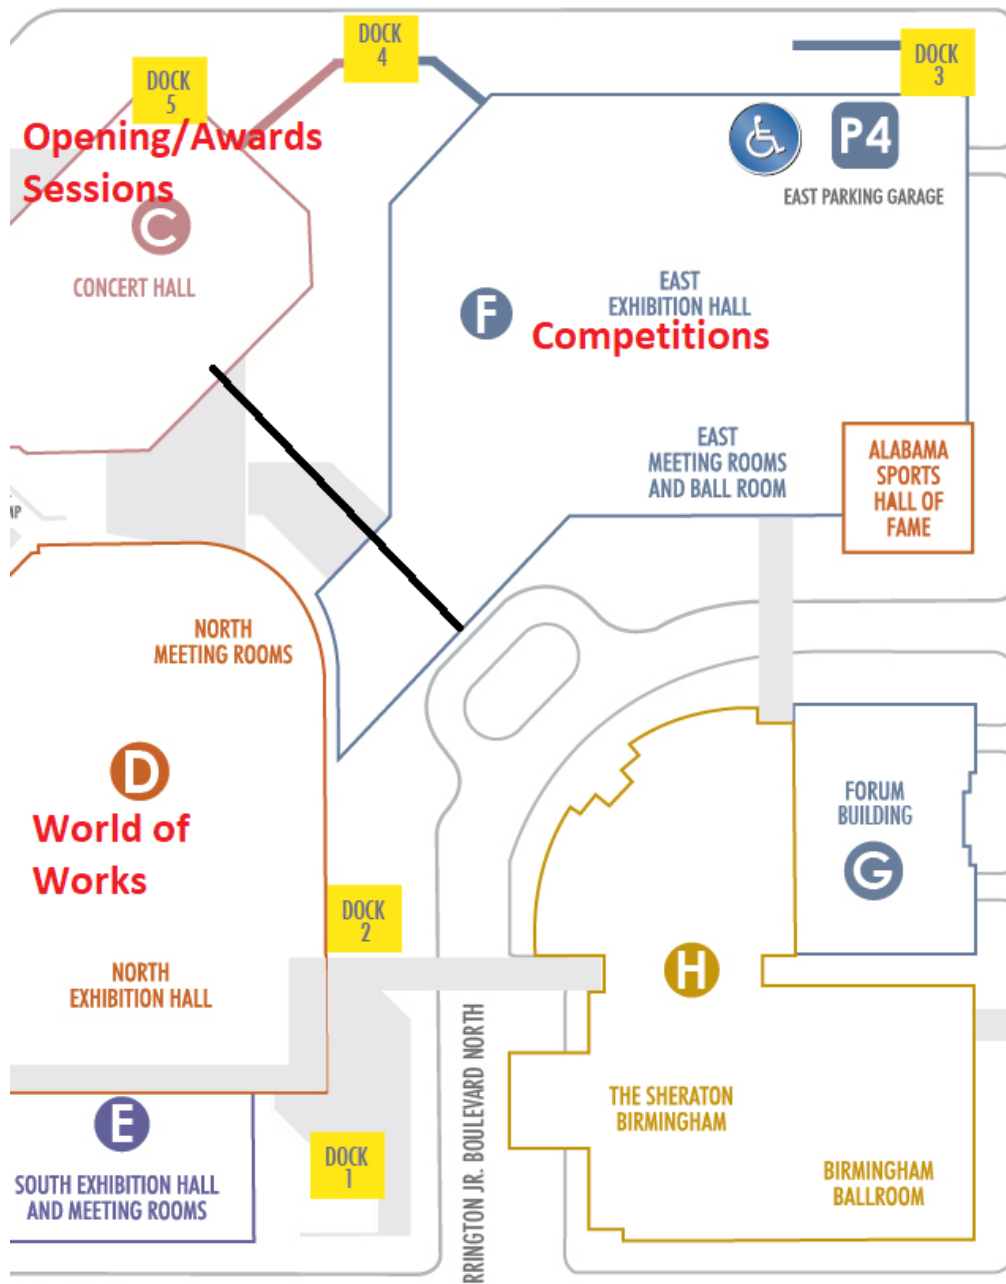 DOCK
4
DOCK
3
DOCK
5
Opening/Awards
Sessions
C
CONCERT HALL
P4
EAST PARKING GARAGE
EAST
EXHIBITION HALL
F
Competitions
EAST
MEETING ROOMS
AND BALL ROOM
ALABAMA
SPORTS
HALL OF
FAME
MP
NORTH
MEETING ROOMS
D
World of
Works
NORTH
EXHIBITION HALL
DOCK
2
FORUM
BUILDING
G
H
RRINGTON JR. BOULEVARD NORTH
THE SHERATON
BIRMINGHAM
BIRMINGHAM
BALLROOM
E
SOUTH EXHIBITION HALL
AND MEETING ROOMS
DOCK
1